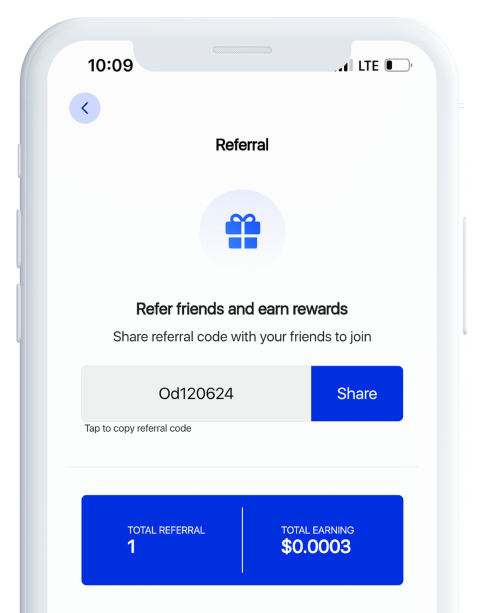 10:09
LTE
Referral
Refer friends and earn rewards
Share referral code with your friends to join
Od120624
Share
Tap to copy referral code
TOTAL REFERRAL
1
TOTAL EARNING
$0.0003